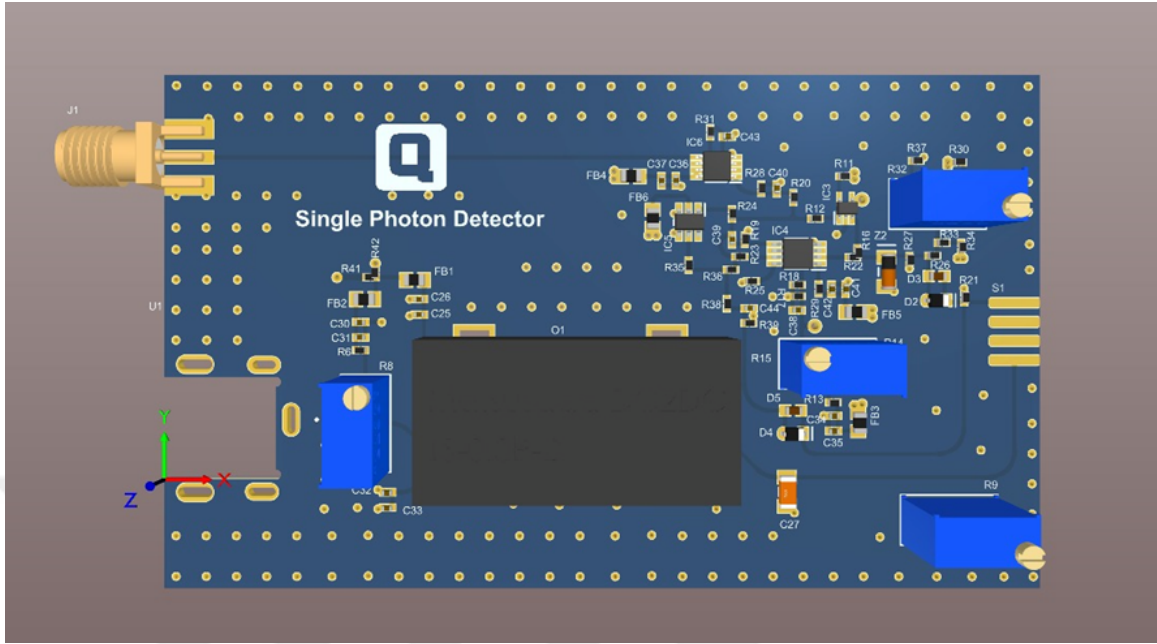 J1
R31
IC6
C43
R37
R30
FB4
C37
C36
R28
C40
R20
R11
R32
Q
Single Photon Detector
FB6
IC5
C39
R24
R19
R23
R12
IC3
IC4
R22
R16
Z2
R27
R33
R34
R42
R41
FB1
R35
R36
R25
R18
D3
R26
R21
S1
U1
FB2
C26
C25
R38
C44
R39
C38
R29
C42
C41
FB5
D2
C30
C31
R6
R8
O1
R15
R14
D5
R13
C34
FB3
D4
C35
Y
X
Z
C32
C33
C27
R9